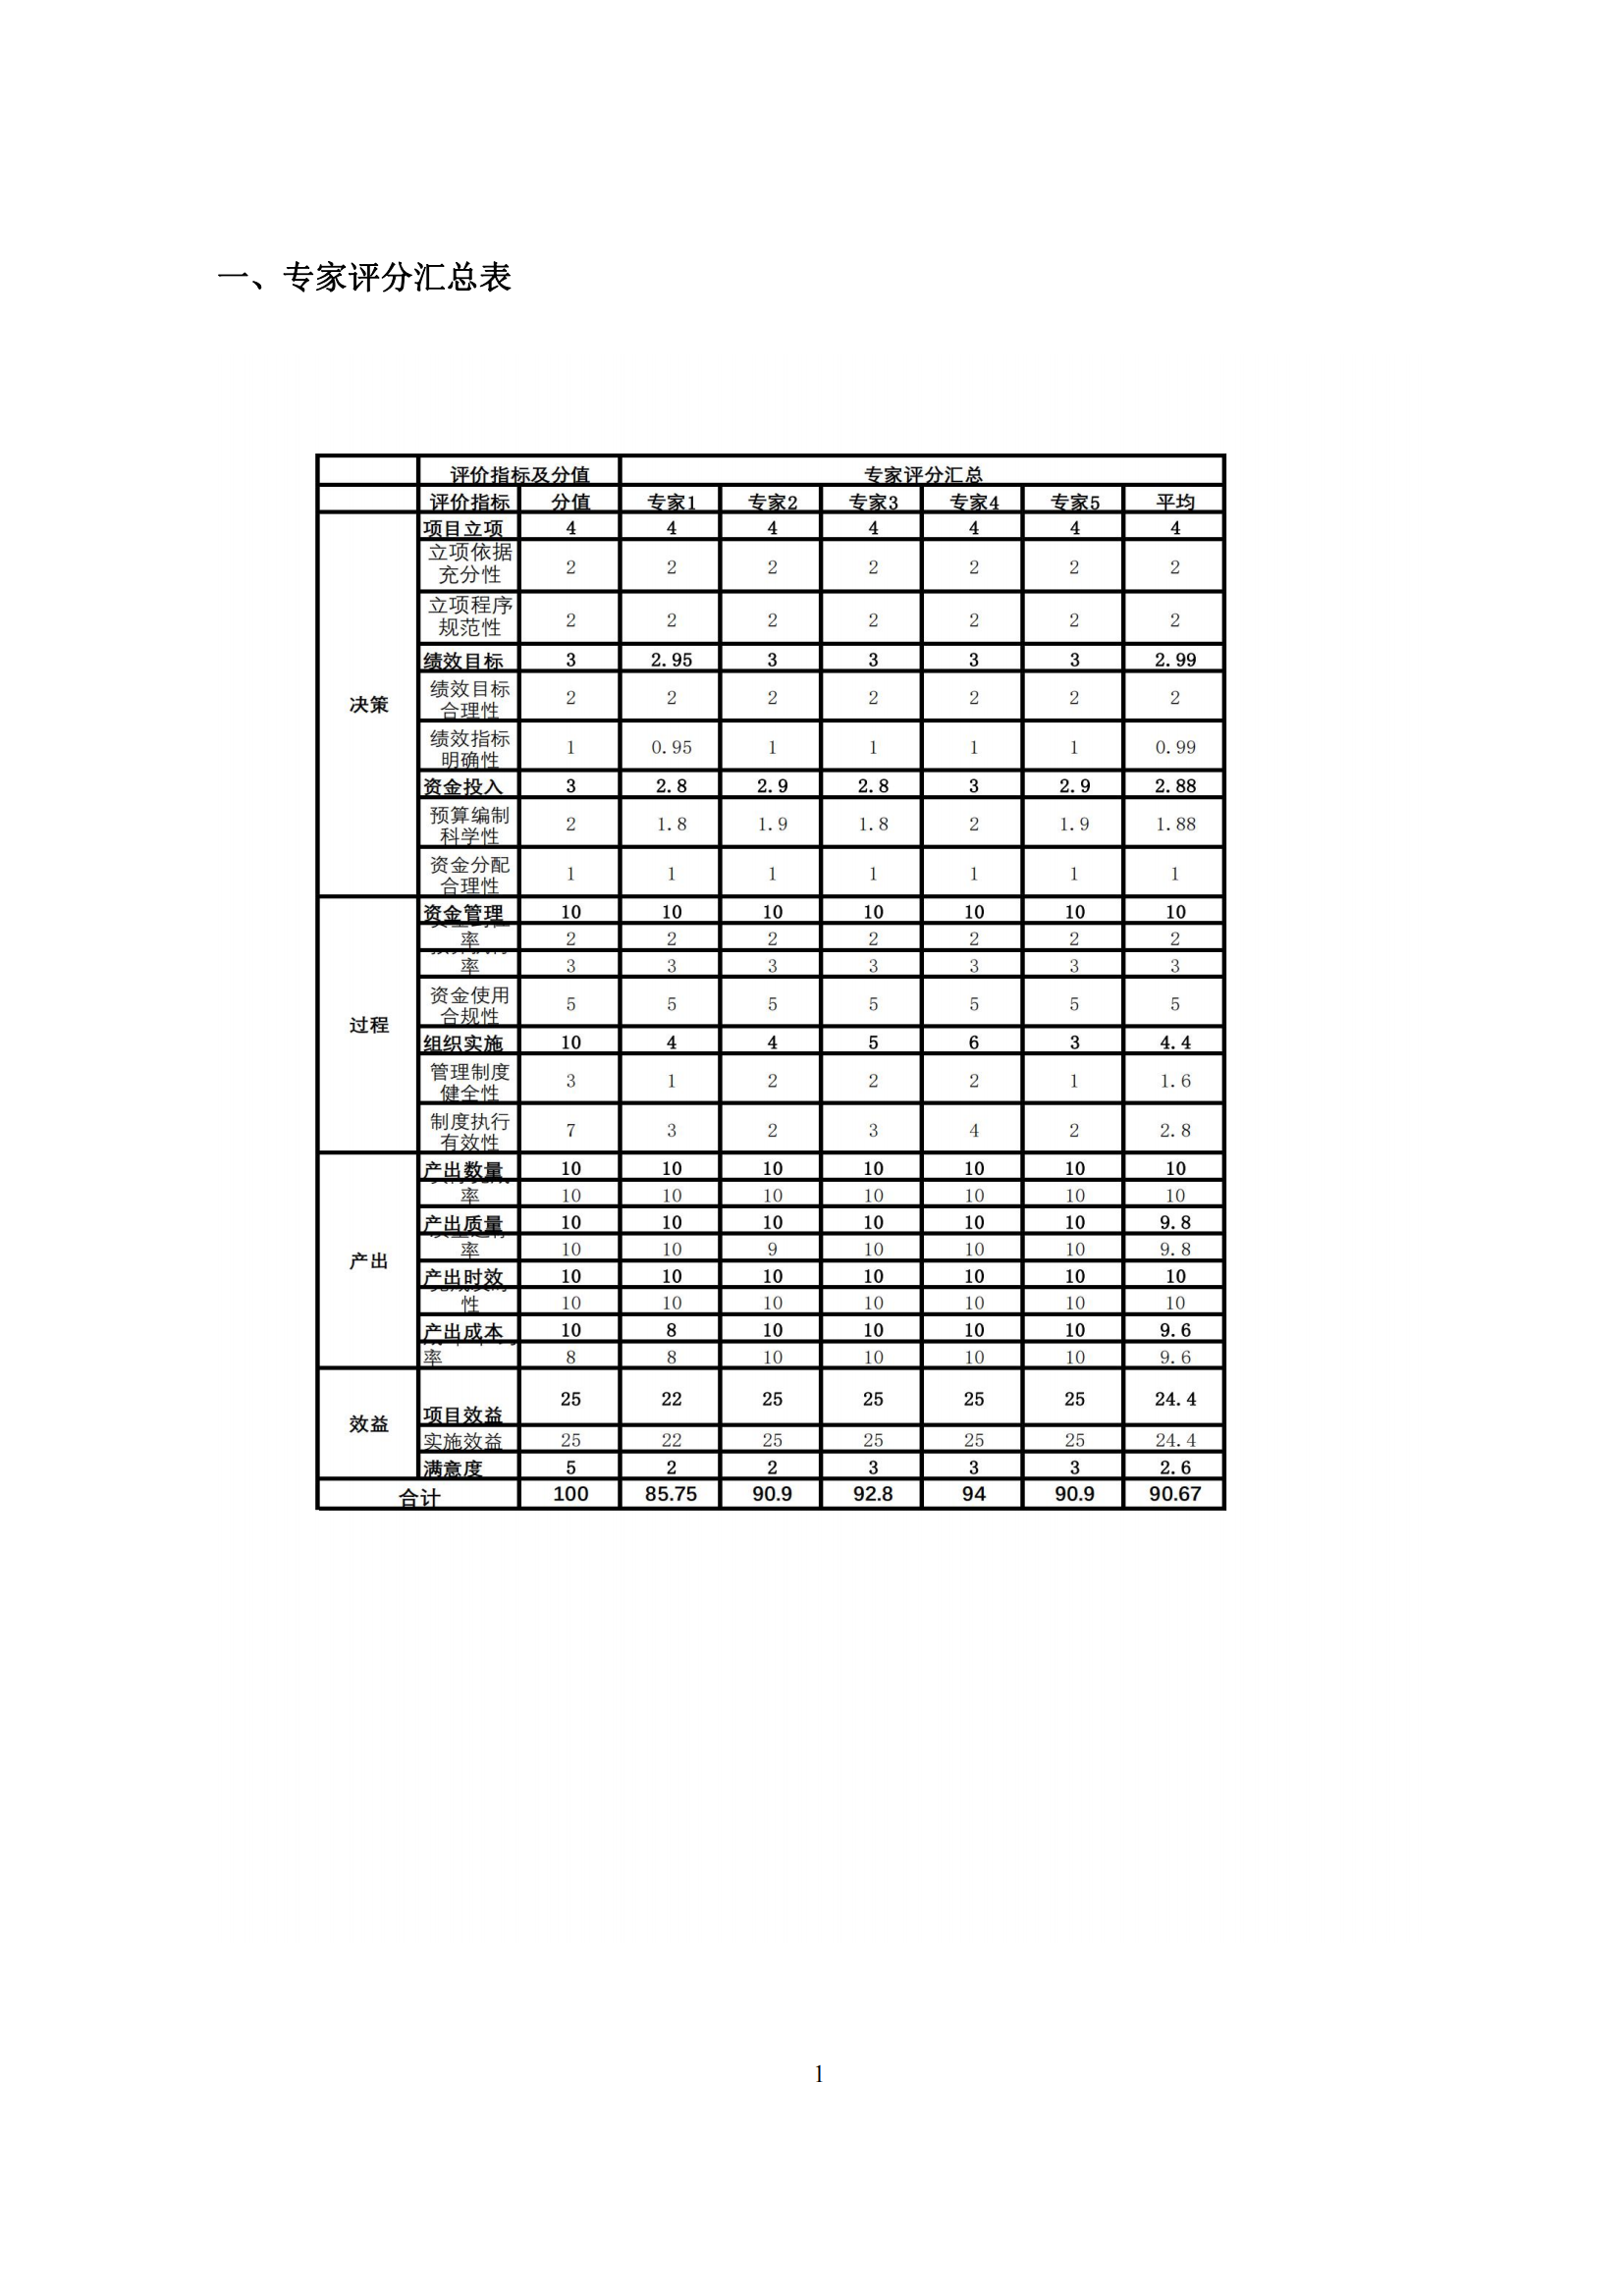 一、专家评分汇总表
评价指标及分值 专家评分汇总
评价指标 分值 专家1 专家2 专家3 专家4 专家5 平均
决策
项目立项 4 4 4 4 4 4 4
立项依据
充分性 2 2 2 2 2 2 2
立项程序
规范性 2 2 2 2 2 2 2
绩效目标 3 2.95 3 3 3 3 2.99
绩效目标
合理性 2 2 2 2 2 2 2
绩效指标
明确性 1 0.95 1 1 1 1 0.99
资金投入 3 2.8 2.9 2.8 3 2.9 2.88
预算编制
科学性 2 1.8 1.9 1.8 2 1.9 1.88
资金分配
合理性 1 1 1 1 1 1 1
过程
资金管理 10 10 10 10 10 10 10
率 2 2 2 2 2 2 2
率 3 3 3 3 3 3 3
资金使用
合规性 5 5 5 5 5 5 5
组织实施 10 4 4 5 6 3 4.4
管理制度
健全性 3 1 2 2 2 1 1.6
制度执行
有效性 7 3 2 3 4 2 2.8
产出
产出数量 10 10 10 10 10 10 10
率 10 10 10 10 10 10 10
产出质量 10 10 10 10 10 10 9.8
率 10 10 9 10 10 10 9.8
产出时效 10 10 10 10 10 10 10
性 10 10 10 10 10 10 10
产出成本 10 8 10 10 10 10 9.6
率 8 8 10 10 10 10 9.6
效益
项目效益 25 22 25 25 25 25 24.4
实施效益 25 22 25 25 25 25 24.4
满意度 5 2 2 3 3 3 2.6
合计 100 85.75 90.9 92.8 94 90.9 90.67
1